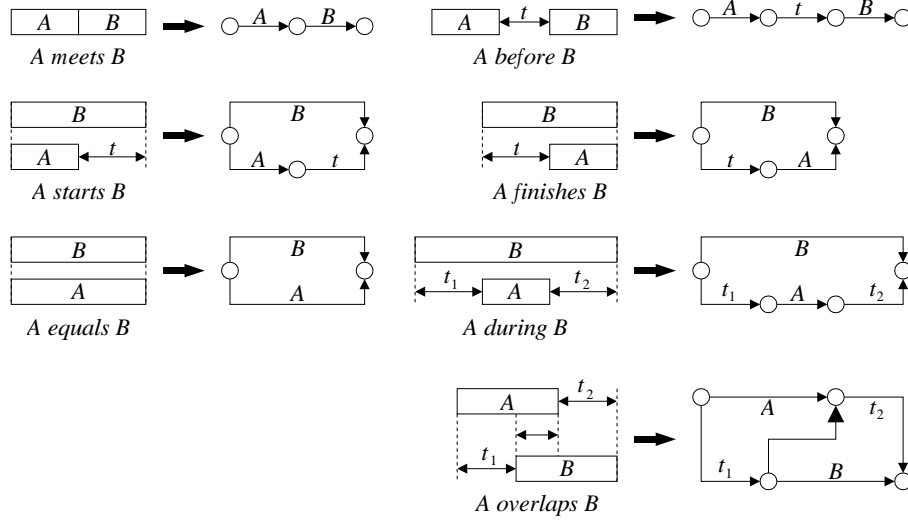 A B A B
A meets B
A t B A t B
A before B
B B
A t A t
A starts B
B B
t A t A
A finishes B
B B
A A
A equals B
B B
t₁ A t₂ t₁ A t₂
A during B
A t₂ A t₂
t₁ B t₁ B
A overlaps B